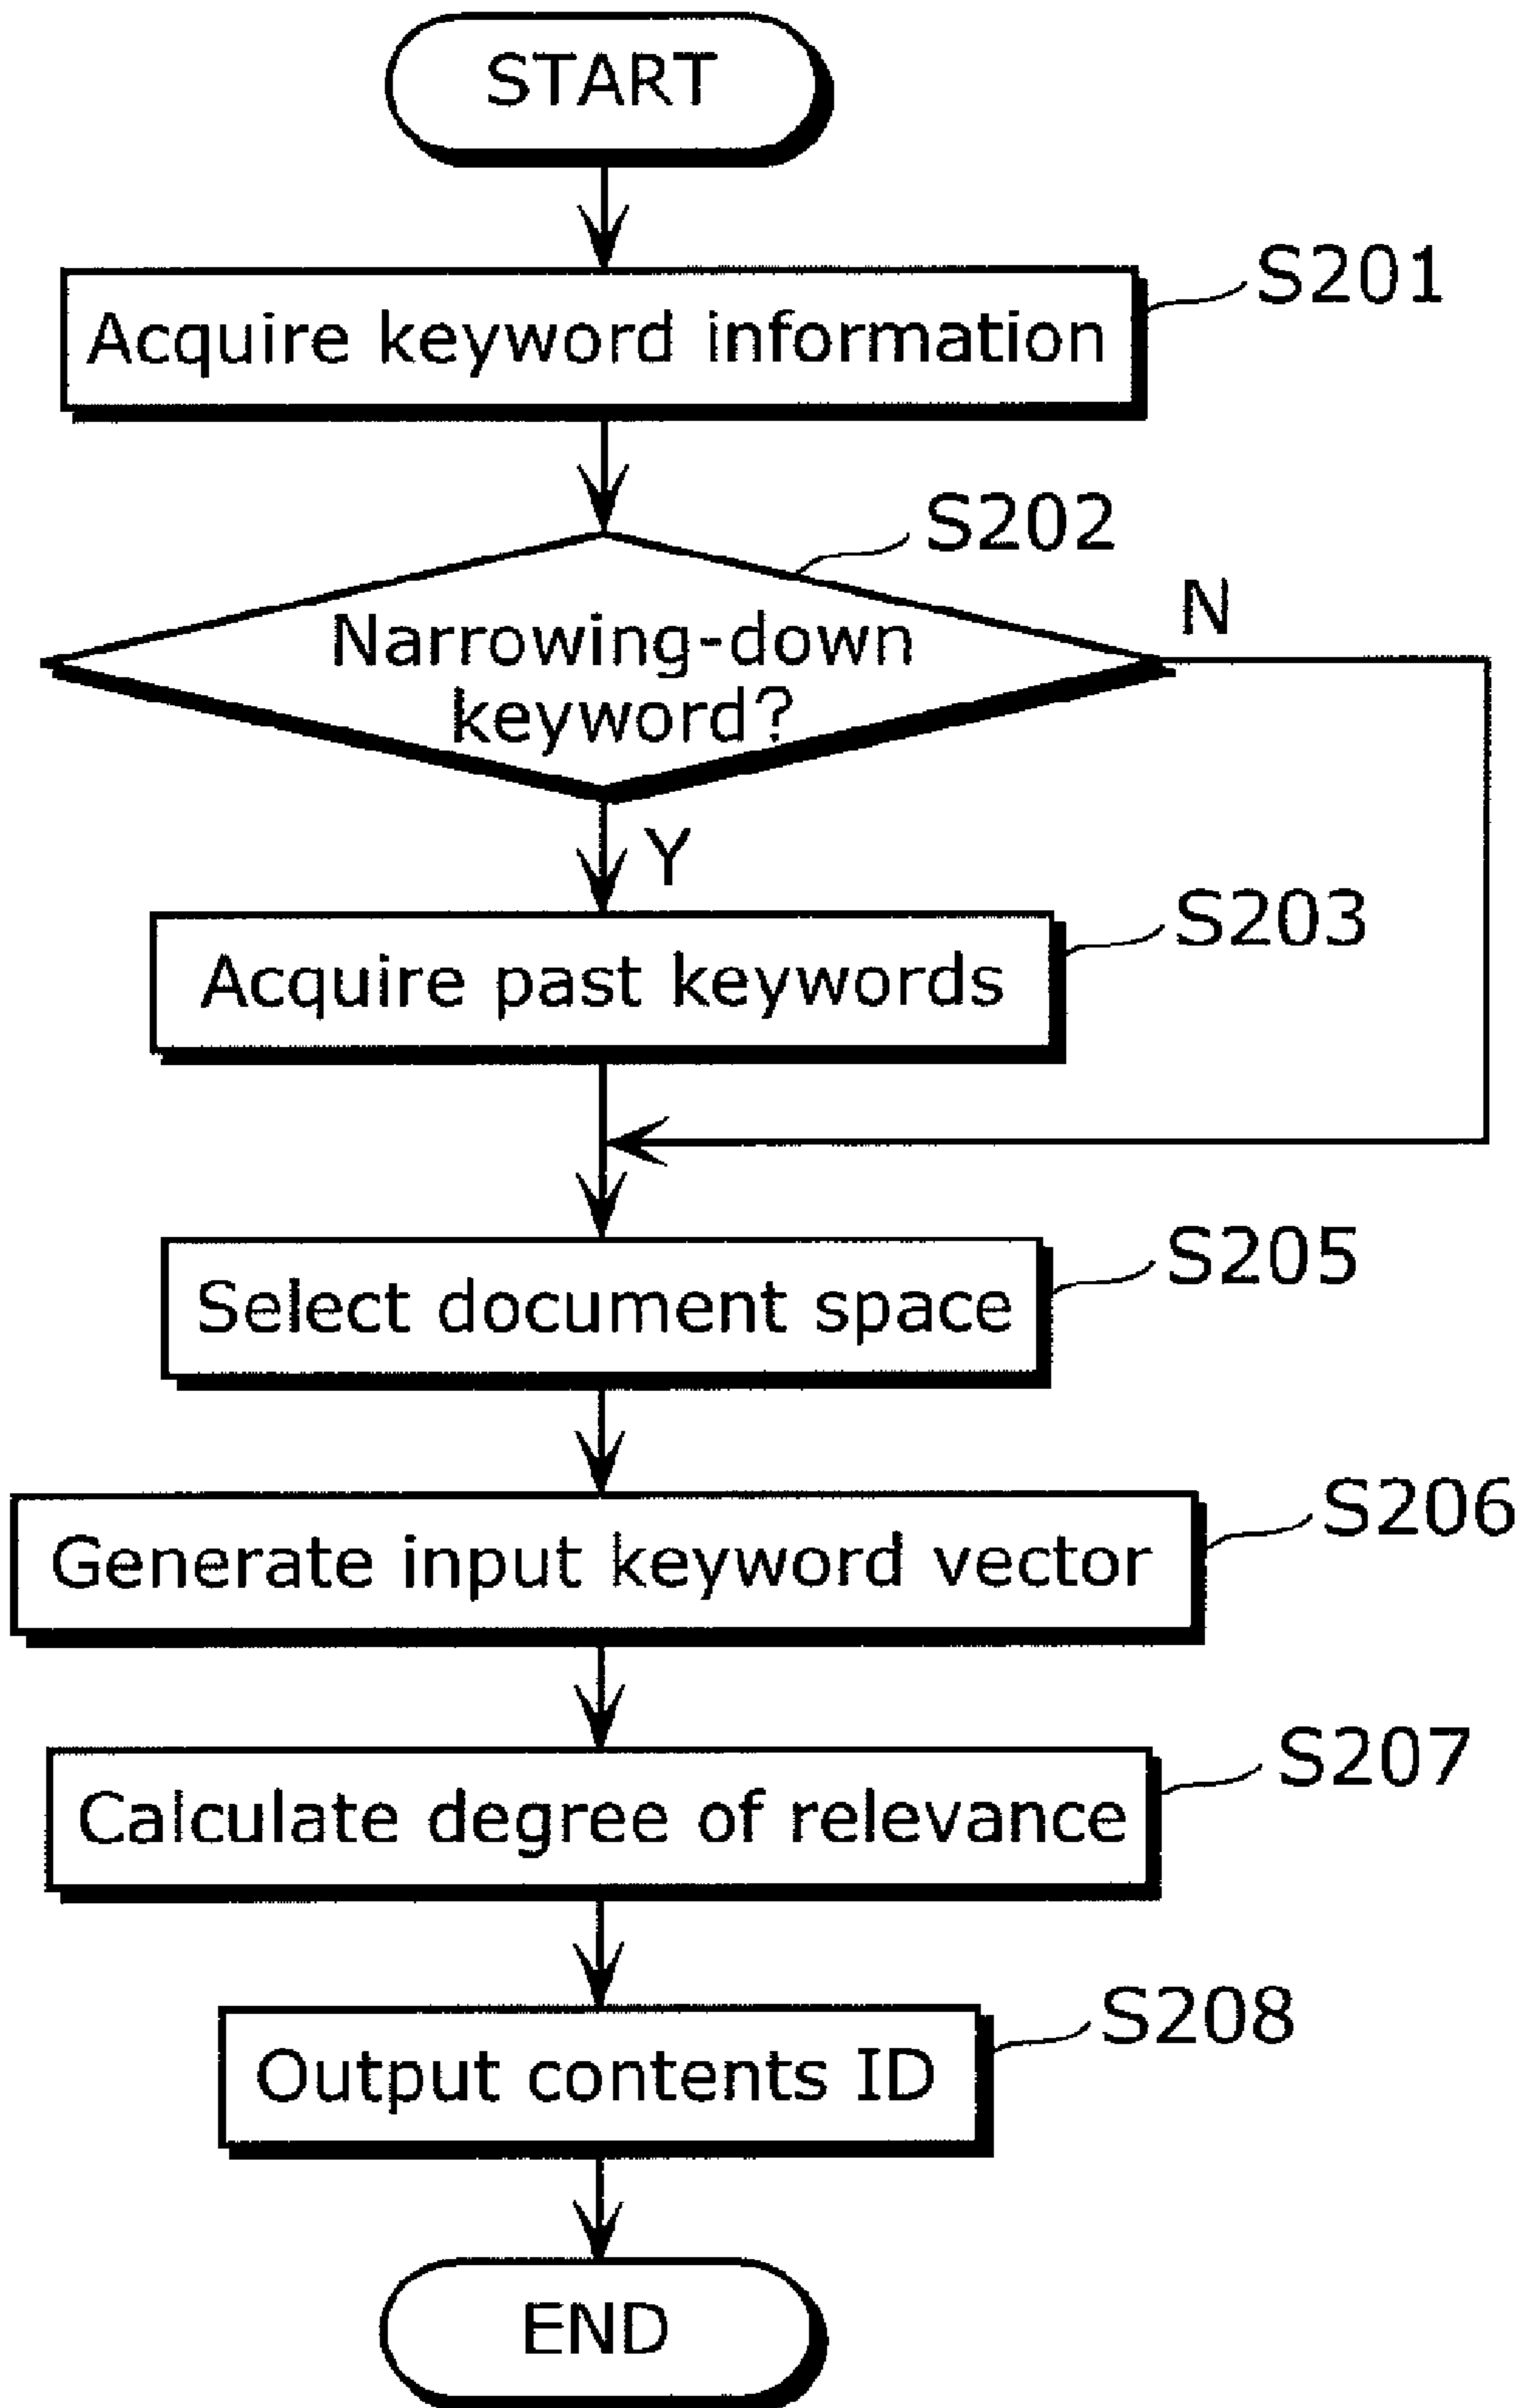 START
S201
Acquire keyword information
S202
N
Narrowing-down
keyword?
Y
S203
Acquire past keywords
S205
Select document space
S206
Generate input keyword vector
S207
Calculate degree of relevance
S208
Output contents ID
END